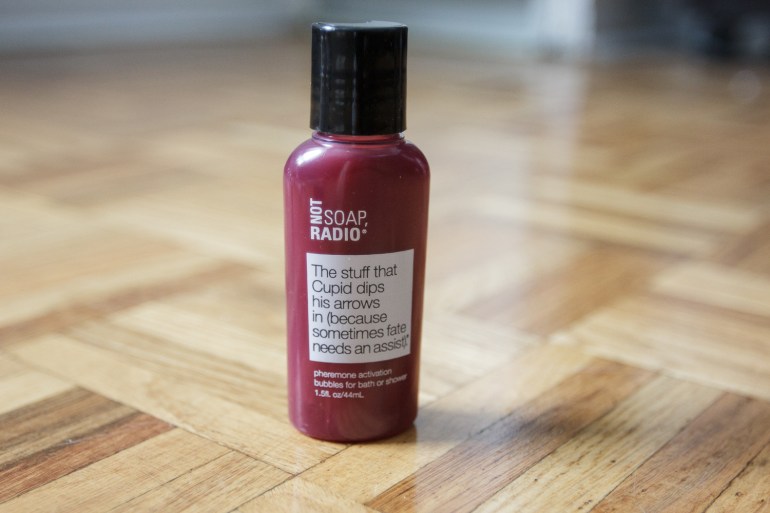 NOT
SOAP,
RADIO®
The stuff that
Cupid dips
his arrows
in (because
sometimes fate
needs an assist).®
pheremone activation
bubbles for bath or shower
1.5fl. oz/44mL